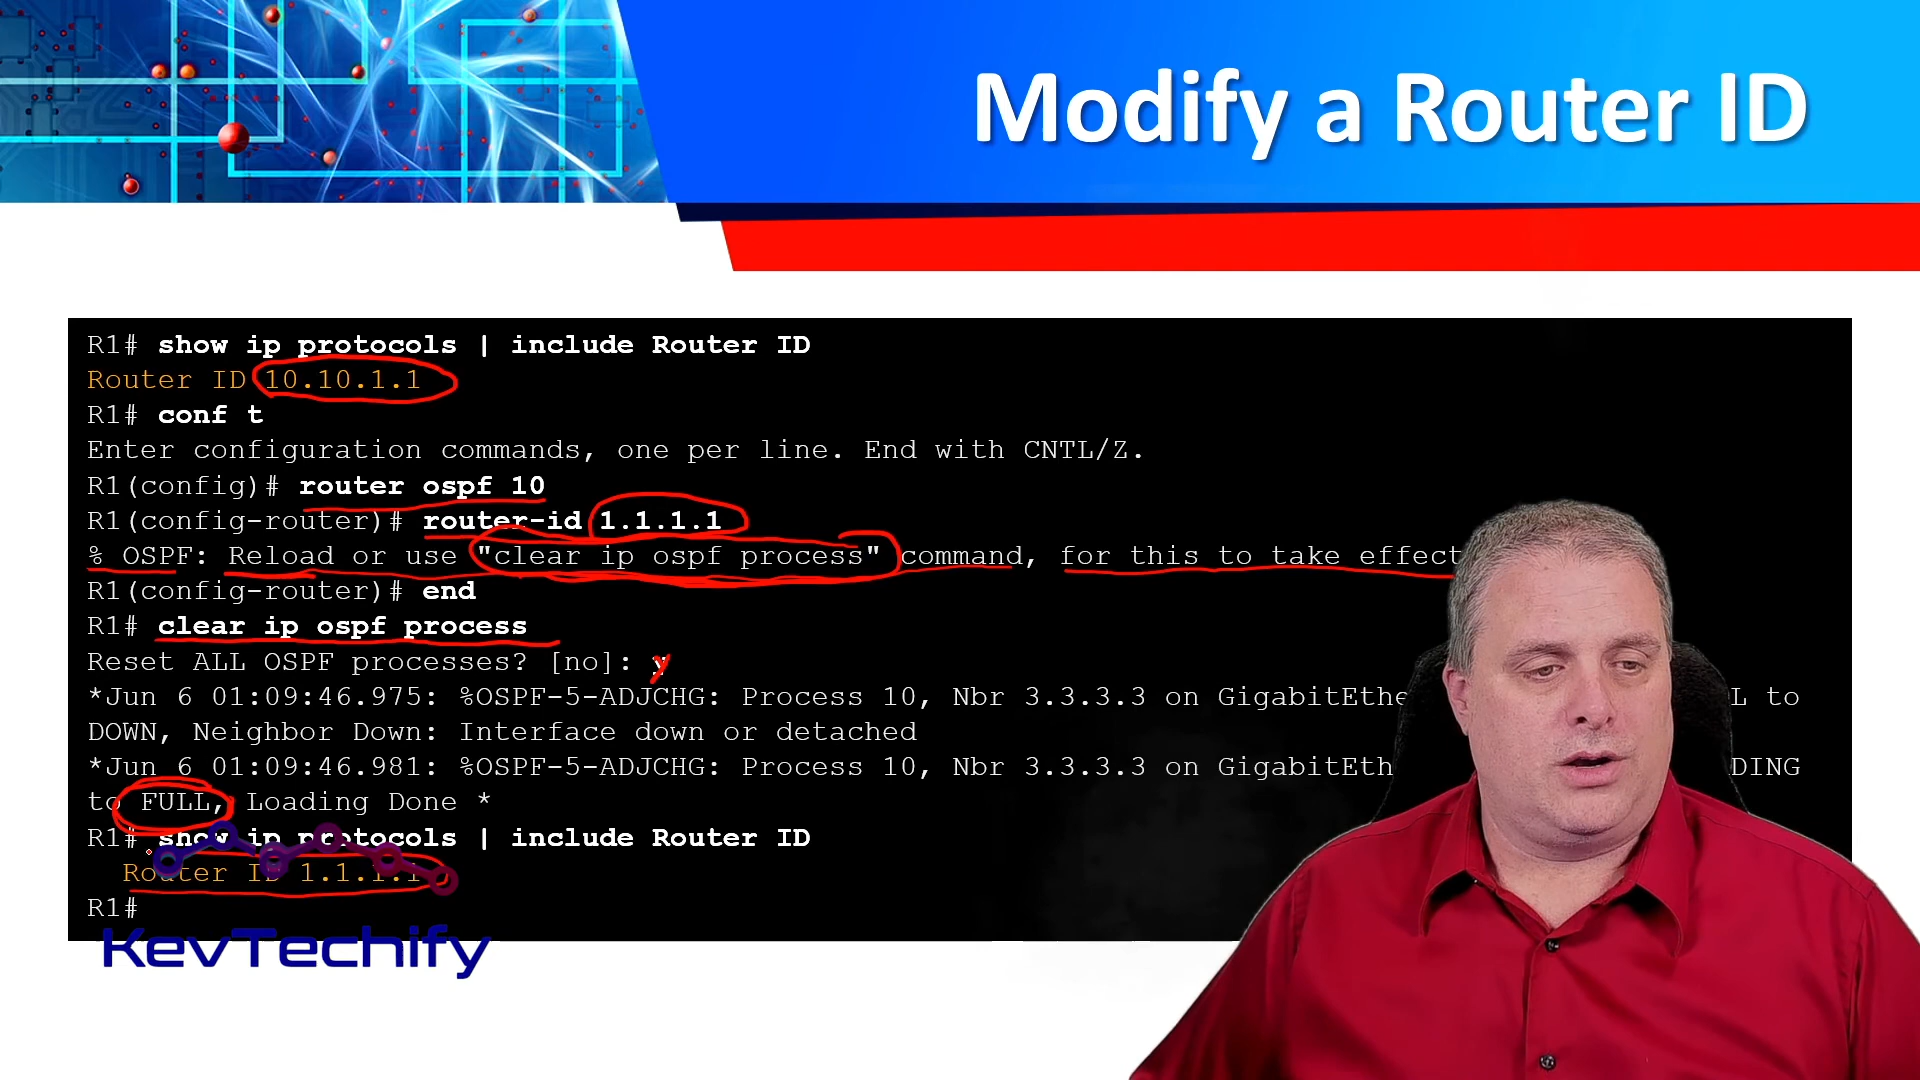 Modify a Router ID
R1# show ip protocols | include Router ID
Router ID 10.10.1.1
R1# conf t
Enter configuration commands, one per line. End with CNTL/Z.
R1(config)# router ospf 10
R1(config-router)# router-id 1.1.1.1
% OSPF: Reload or use "clear ip ospf process" command, for this to take effect
R1(config-router)# end
R1# clear ip ospf process
Reset ALL OSPF processes? [no]: y
*Jun 6 01:09:46.975: %OSPF-5-ADJCHG: Process 10, Nbr 3.3.3.3 on to
DOWN, Neighbor Down: Interface down or detached
*Jun 6 01:09:46.981: %OSPF-5-ADJCHG: Process 10, Nbr 3.3.3.3 on
to FULL, Loading Done *
R1# show ip protocols | include Router ID
Router ID 1.1.1.1
R1#
KevTechify